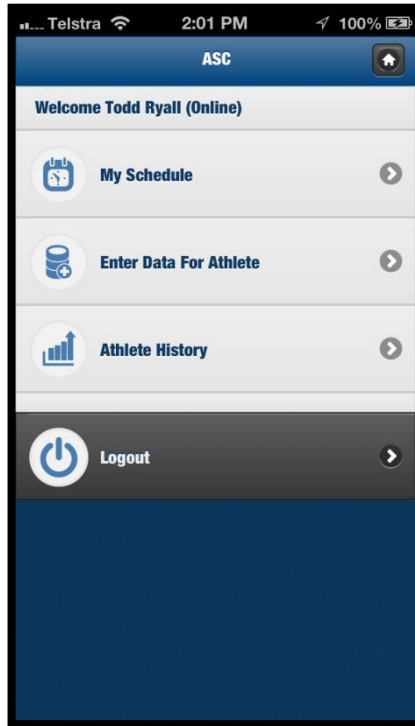 Telstra 2:01 PM 100%
ASC
Welcome Todd Ryall (Online)
My Schedule
Enter Data For Athlete
Athlete History
Logout